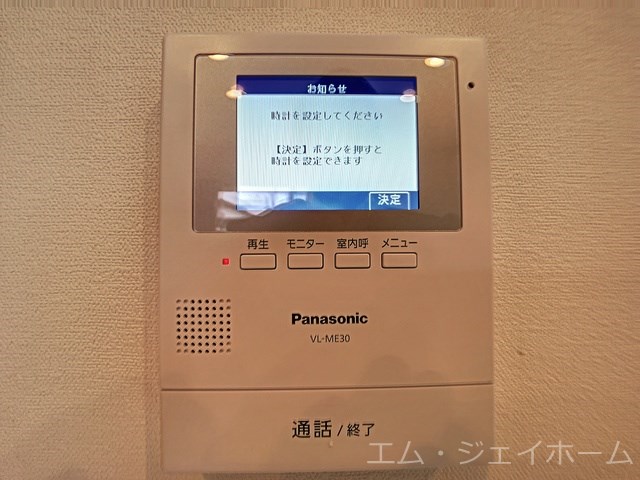 お知らせ
時計を設定してください
【決定】ボタンを押すと
時計を設定できます
決定
再生 モニター 室内呼 メニュー
Panasonic
VL-ME30
通話 / 終了
エム・ジェイホーム